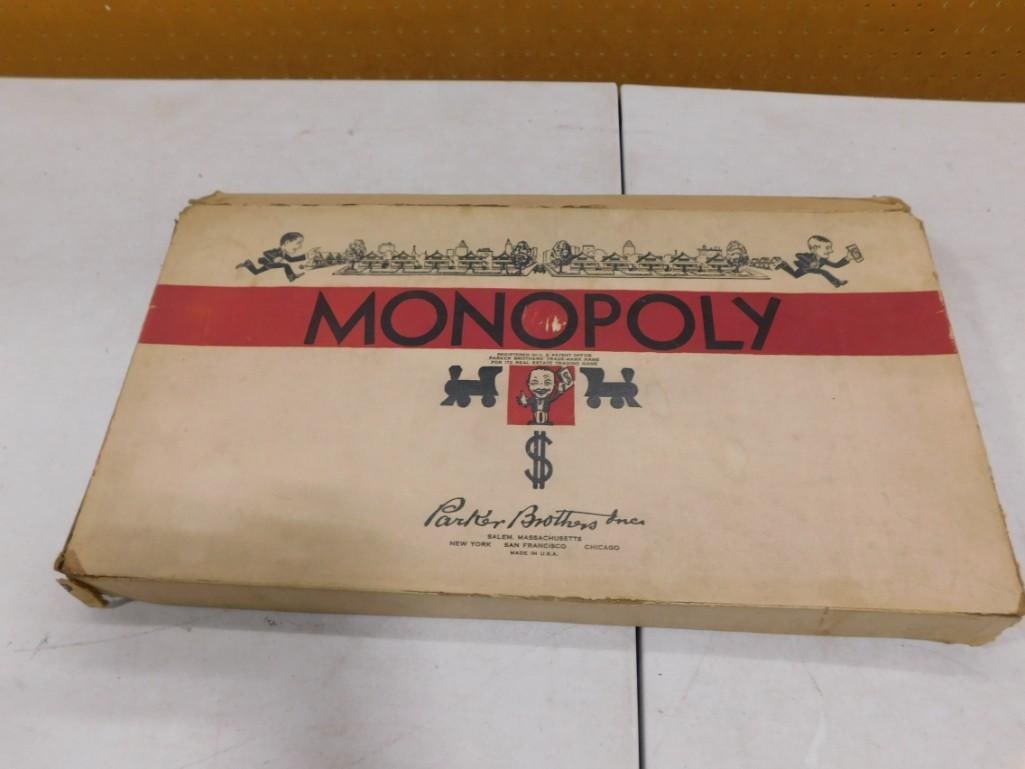 MONOPOLY
REGISTERED IN U. S. PATENT OFFICE
PARKER BROTHERS' TRADE-MARK NAME
FOR ITS REAL ESTATE TRADING GAME
$
Parker Brothers Inc.
SALEM, MASSACHUSETTS
NEW YORK SAN FRANCISCO CHICAGO
MADE IN U.S.A.